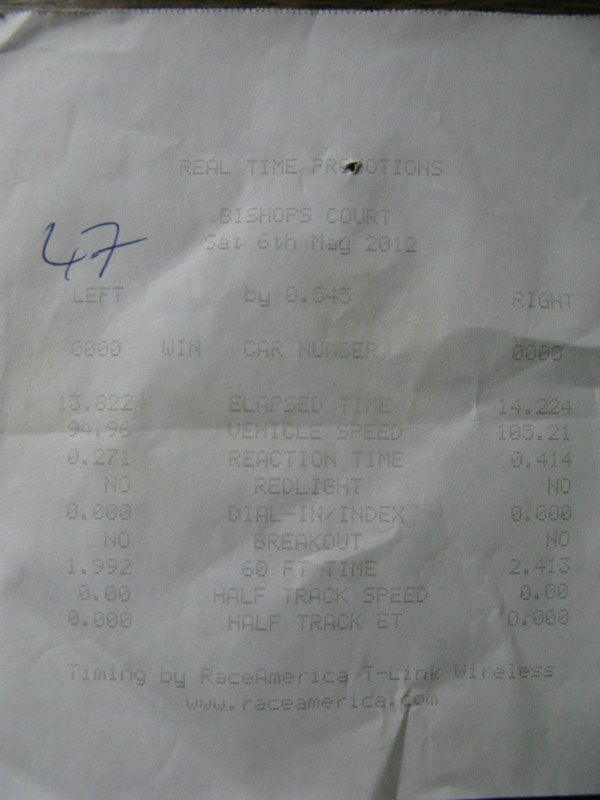 REAL TIME PROMOTIONS
BISHOPS COURT
Sat 6th May 2012
47
LEFT by 0.545 RIGHT
0000 WIN CAR NUMBER 0000
13.822 ELAPSED TIME 14.224
94.96 VEHICLE SPEED 105.21
0.271 REACTION TIME 0.414
NO REDLIGHT NO
0.000 DIAL-IN/INDEX 0.000
NO BREAKOUT NO
1.992 60 FT TIME 2.413
0.00 HALF TRACK SPEED 0.00
0.000 HALF TRACK ET 0.000
Timing by RaceAmerica T-Link Wireless
www.raceamerica.com